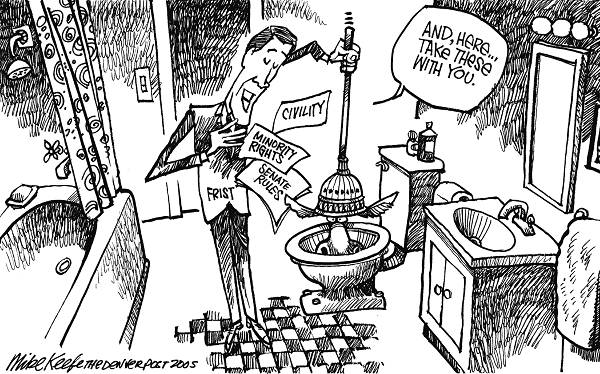 AND, HERE...
TAKE THESE
WITH YOU.
CIVILITY
MINORITY
RIGHTS
SENATE
RULES
FRIST
Mike Keefe THE DENVER POST 2005